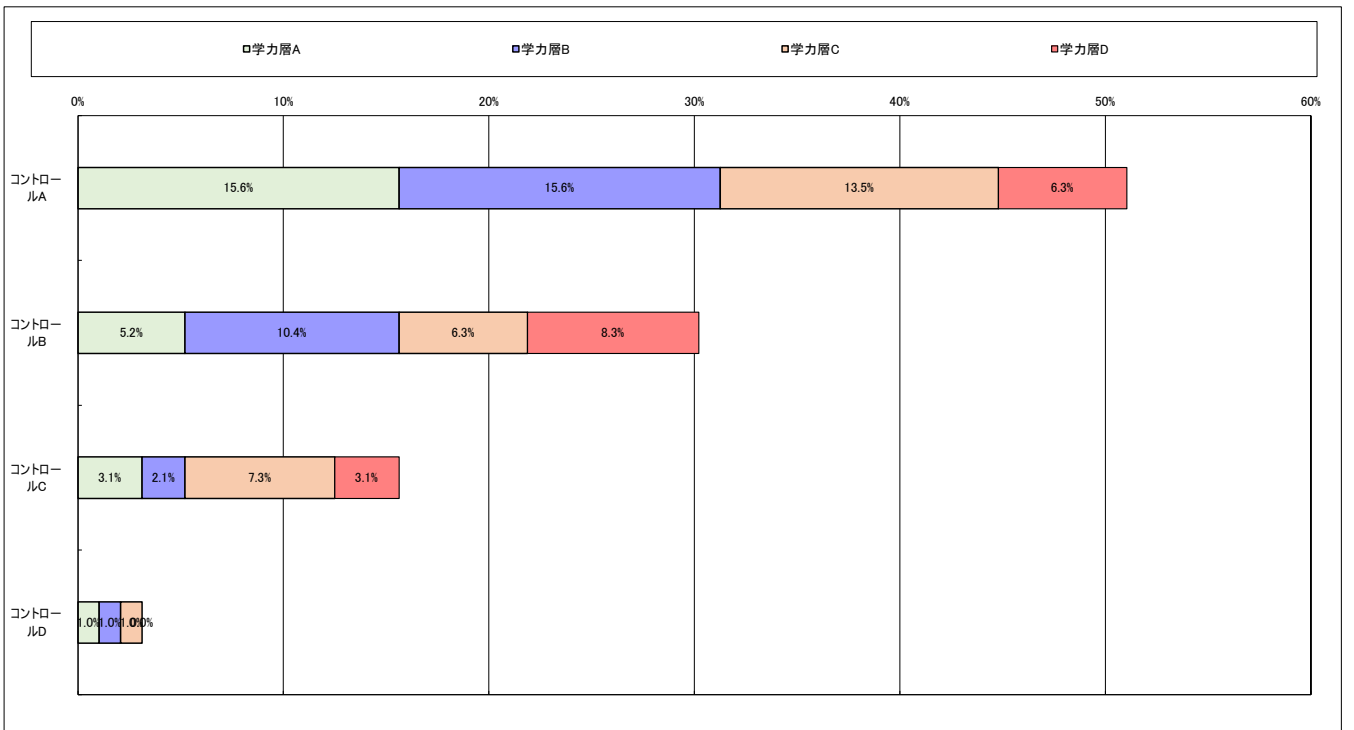 学力層A 学力層B 学力層C 学力層D
0% 10% 20% 30% 40% 50% 60%
コントロー
ルA
15.6% 15.6% 13.5% 6.3%
コントロー
ルB
5.2% 10.4% 6.3% 8.3%
コントロー
ルC
3.1% 2.1% 7.3% 3.1%
コントロー
ルD
1.0% 1.0% 1.0% 0.0%